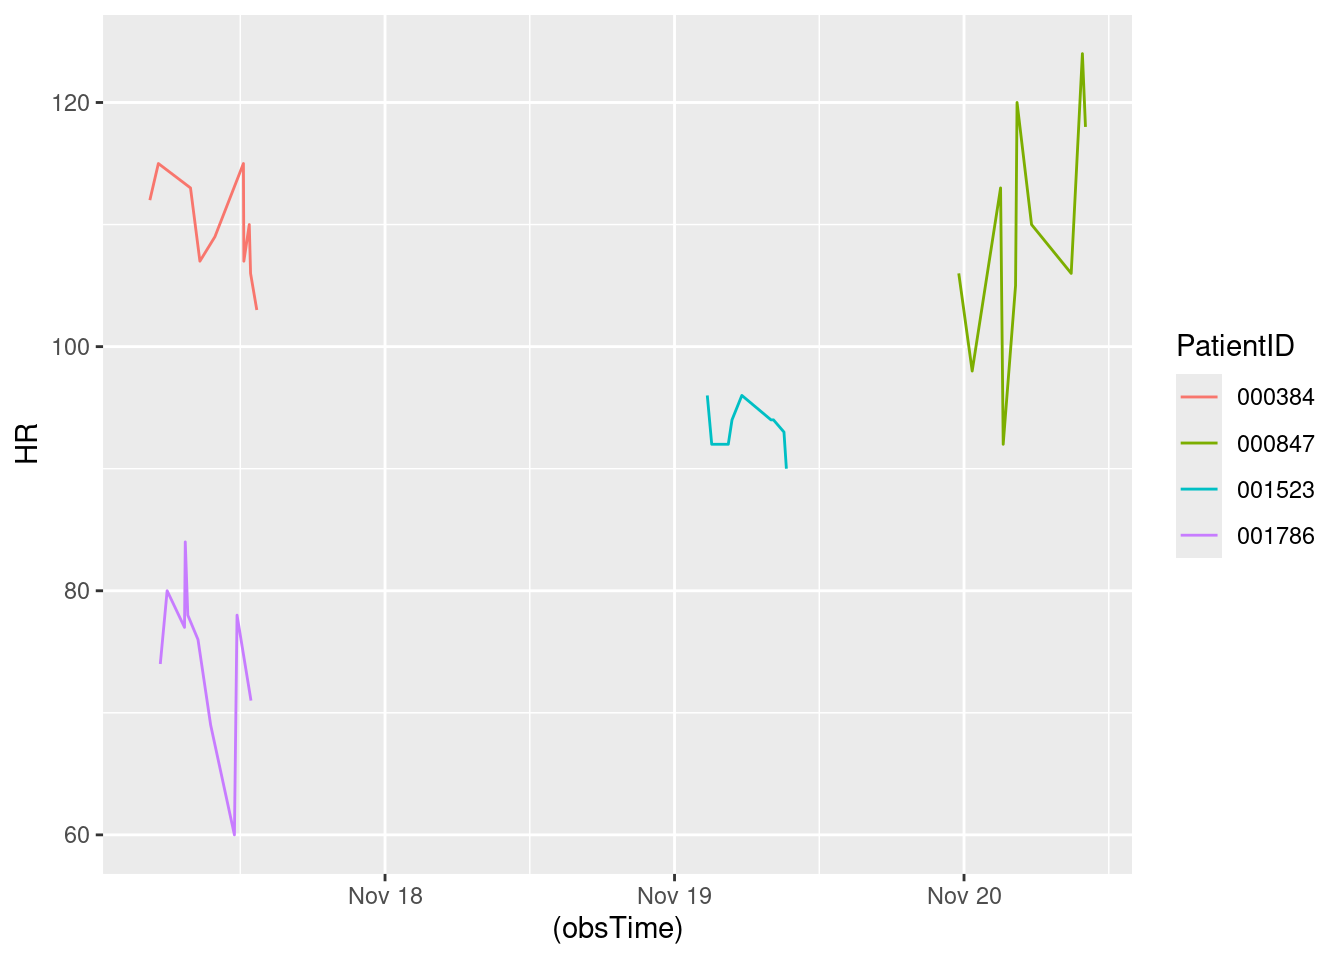 120
100
80
60
HR
Nov 18
Nov 19
Nov 20
(obsTime)
PatientID
000384
000847
001523
001786